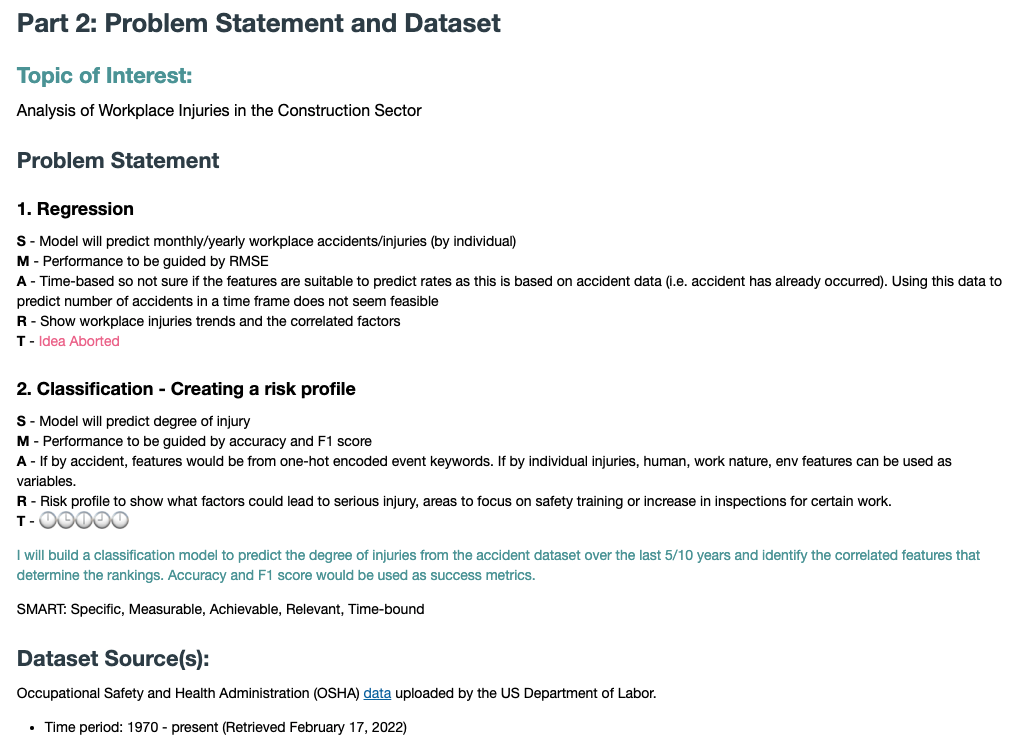 Part 2: Problem Statement and Dataset
Topic of Interest:
Analysis of Workplace Injuries in the Construction Sector
Problem Statement
1. Regression
S - Model will predict monthly/yearly workplace accidents/injuries (by individual)
M - Performance to be guided by RMSE
A - Time-based so not sure if the features are suitable to predict rates as this is based on accident data (i.e. accident has already occurred). Using this data to
predict number of accidents in a time frame does not seem feasible
R - Show workplace injuries trends and the correlated factors
T - Idea Aborted
2. Classification - Creating a risk profile
S - Model will predict degree of injury
M - Performance to be guided by accuracy and F1 score
A - If by accident, features would be from one-hot encoded event keywords. If by individual injuries, human, work nature, env features can be used as
variables.
R - Risk profile to show what factors could lead to serious injury, areas to focus on safety training or increase in inspections for certain work.
T - 🕛🕒🕕🕘🕛
I will build a classification model to predict the degree of injuries from the accident dataset over the last 5/10 years and identify the correlated features that
determine the rankings. Accuracy and F1 score would be used as success metrics.
SMART: Specific, Measurable, Achievable, Relevant, Time-bound
Dataset Source(s):
Occupational Safety and Health Administration (OSHA) data uploaded by the US Department of Labor.
• Time period: 1970 - present (Retrieved February 17, 2022)